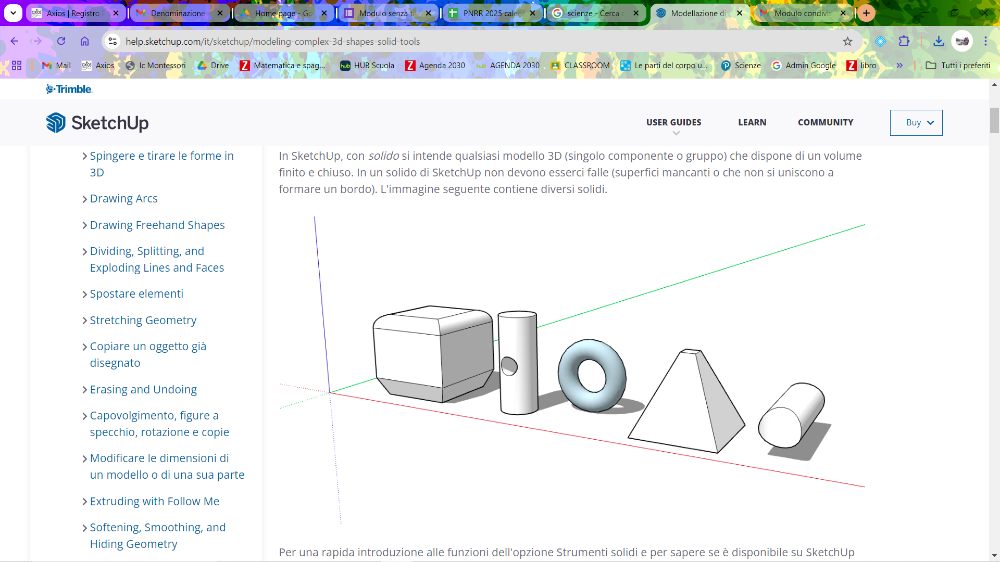 Axios | Registro E
Denominazione
Home page - Go
Modulo senza tit
PNRR 2025 caler
scienze - Cerca c
Modellazione di
Modulo condivis
help.sketchup.com/it/sketchup/modeling-complex-3d-shapes-solid-tools
Mail
axios
Axios
Ic Montessori
Drive
Matematica e spag...
HUB Scuola
Agenda 2030
AGENDA 2030
CLASSROOM
Le parti del corpo u...
Scienze
Admin Google
libro
Tutti i preferiti
Trimble
SketchUp
USER GUIDES
LEARN
COMMUNITY
Buy
Spingere e tirare le forme in
3D
Drawing Arcs
Drawing Freehand Shapes
Dividing, Splitting, and
Exploding Lines and Faces
Spostare elementi
Stretching Geometry
Copiare un oggetto già
disegnato
Erasing and Undoing
Capovolgimento, figure a
specchio, rotazione e copie
Modificare le dimensioni di
un modello o di una sua parte
Extruding with Follow Me
Softening, Smoothing, and
Hiding Geometry
In SketchUp, con solido si intende qualsiasi modello 3D (singolo componente o gruppo) che dispone di un volume
finito e chiuso. In un solido di SketchUp non devono esserci falle (superfici mancanti o che non si uniscono a
formare un bordo). L'immagine seguente contiene diversi solidi.
Per una rapida introduzione alle funzioni dell'opzione Strumenti solidi e per sapere se è disponibile su SketchUp